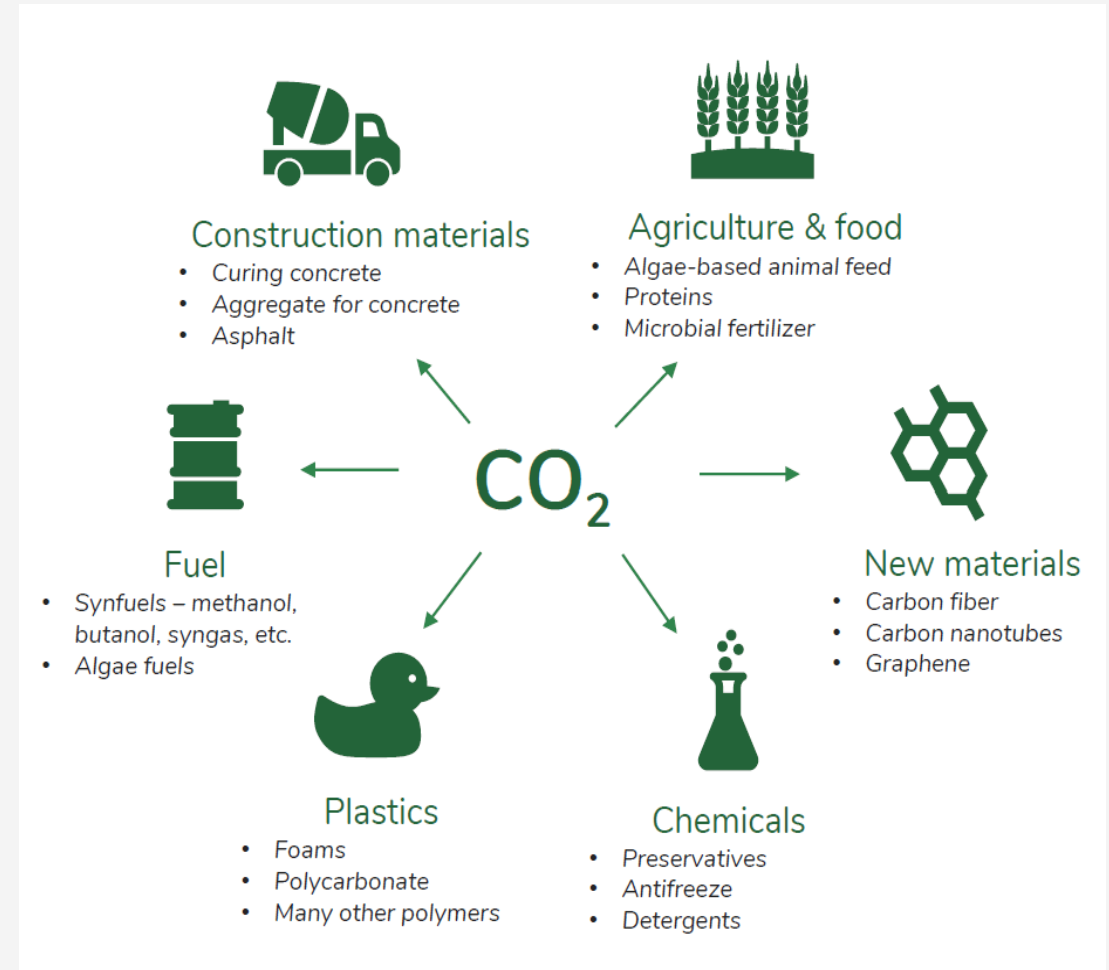 Construction materials
• Curing concrete
• Aggregate for concrete
• Asphalt
Agriculture & food
• Algae-based animal feed
• Proteins
• Microbial fertilizer
CO₂
Fuel
• Synfuels – methanol,
butanol, syngas, etc.
• Algae fuels
New materials
• Carbon fiber
• Carbon nanotubes
• Graphene
Plastics
• Foams
• Polycarbonate
• Many other polymers
Chemicals
• Preservatives
• Antifreeze
• Detergents